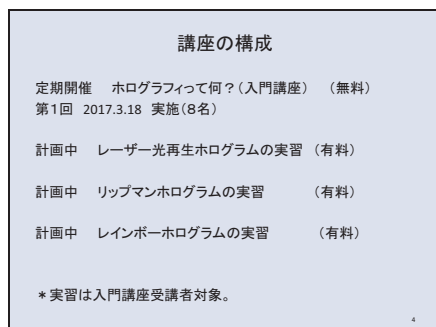 講座の構成
定期開催　ホログラフィって何？（入門講座）　（無料）
第１回　2017.3.18　実施（８名）
計画中　レーザー光再生ホログラムの実習　（有料）
計画中　リップマンホログラムの実習　（有料）
計画中　レインボーホログラムの実習　（有料）
＊実習は入門講座受講者対象。
4